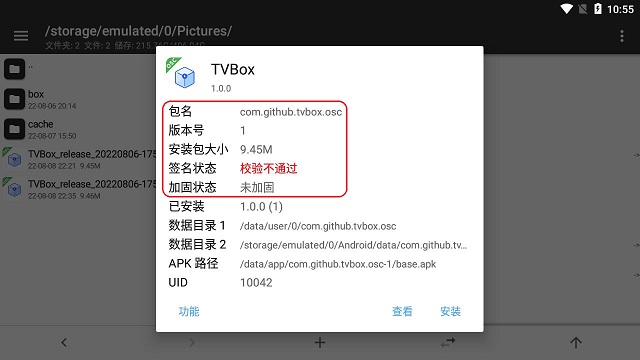 10:55
/storage/emulated/0/Pictures/
文件夹: 2 文件: 2 储存: 215.7
..
box
22-08-06 20:14
cache
22-08-07 15:50
TVBox_release_20220806-175
22-08-08 22:21 9.45M
TVBox_release_20220806-175
22-08-08 22:35 9.46M
OSC
TVBox
1.0.0
包名 com.github.tvbox.osc
版本号 1
安装包大小 9.45M
签名状态 校验不通过
加固状态 未加固
已安装 1.0.0 (1)
数据目录 1 /data/user/0/com.github.tvbox.osc
数据目录 2 /storage/emulated/0/Android/data/com.github.tv...
APK 路径 /data/app/com.github.tvbox.osc-1/base.apk
UID 10042
功能 查看 安装